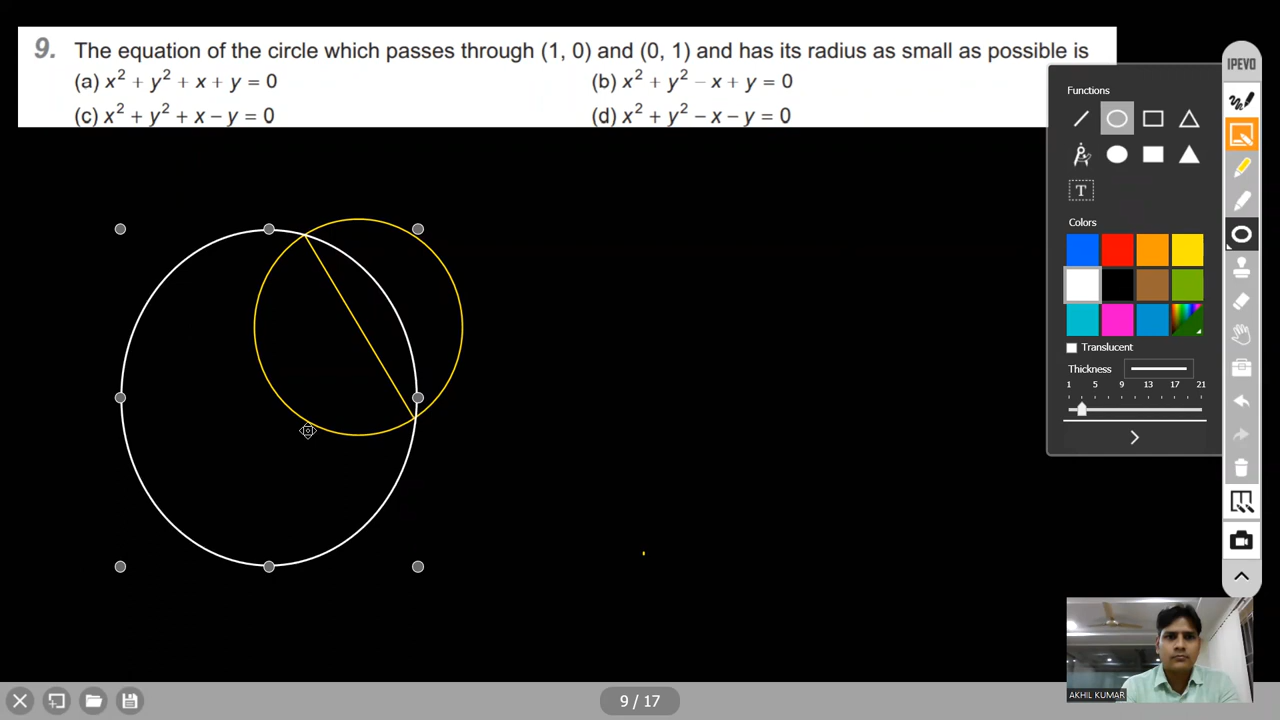 9. The equation of the circle which passes through (1, 0) and (0, 1) and has its radius as small as possible is
(a) x² + y² + x + y = 0 (b) x² + y² − x + y = 0
(c) x² + y² + x − y = 0 (d) x² + y² − x − y = 0
IPEVO
Functions
T
Colors
Translucent
Thickness
1 5 9 13 17 21
AKHIL KUMAR
9 / 17